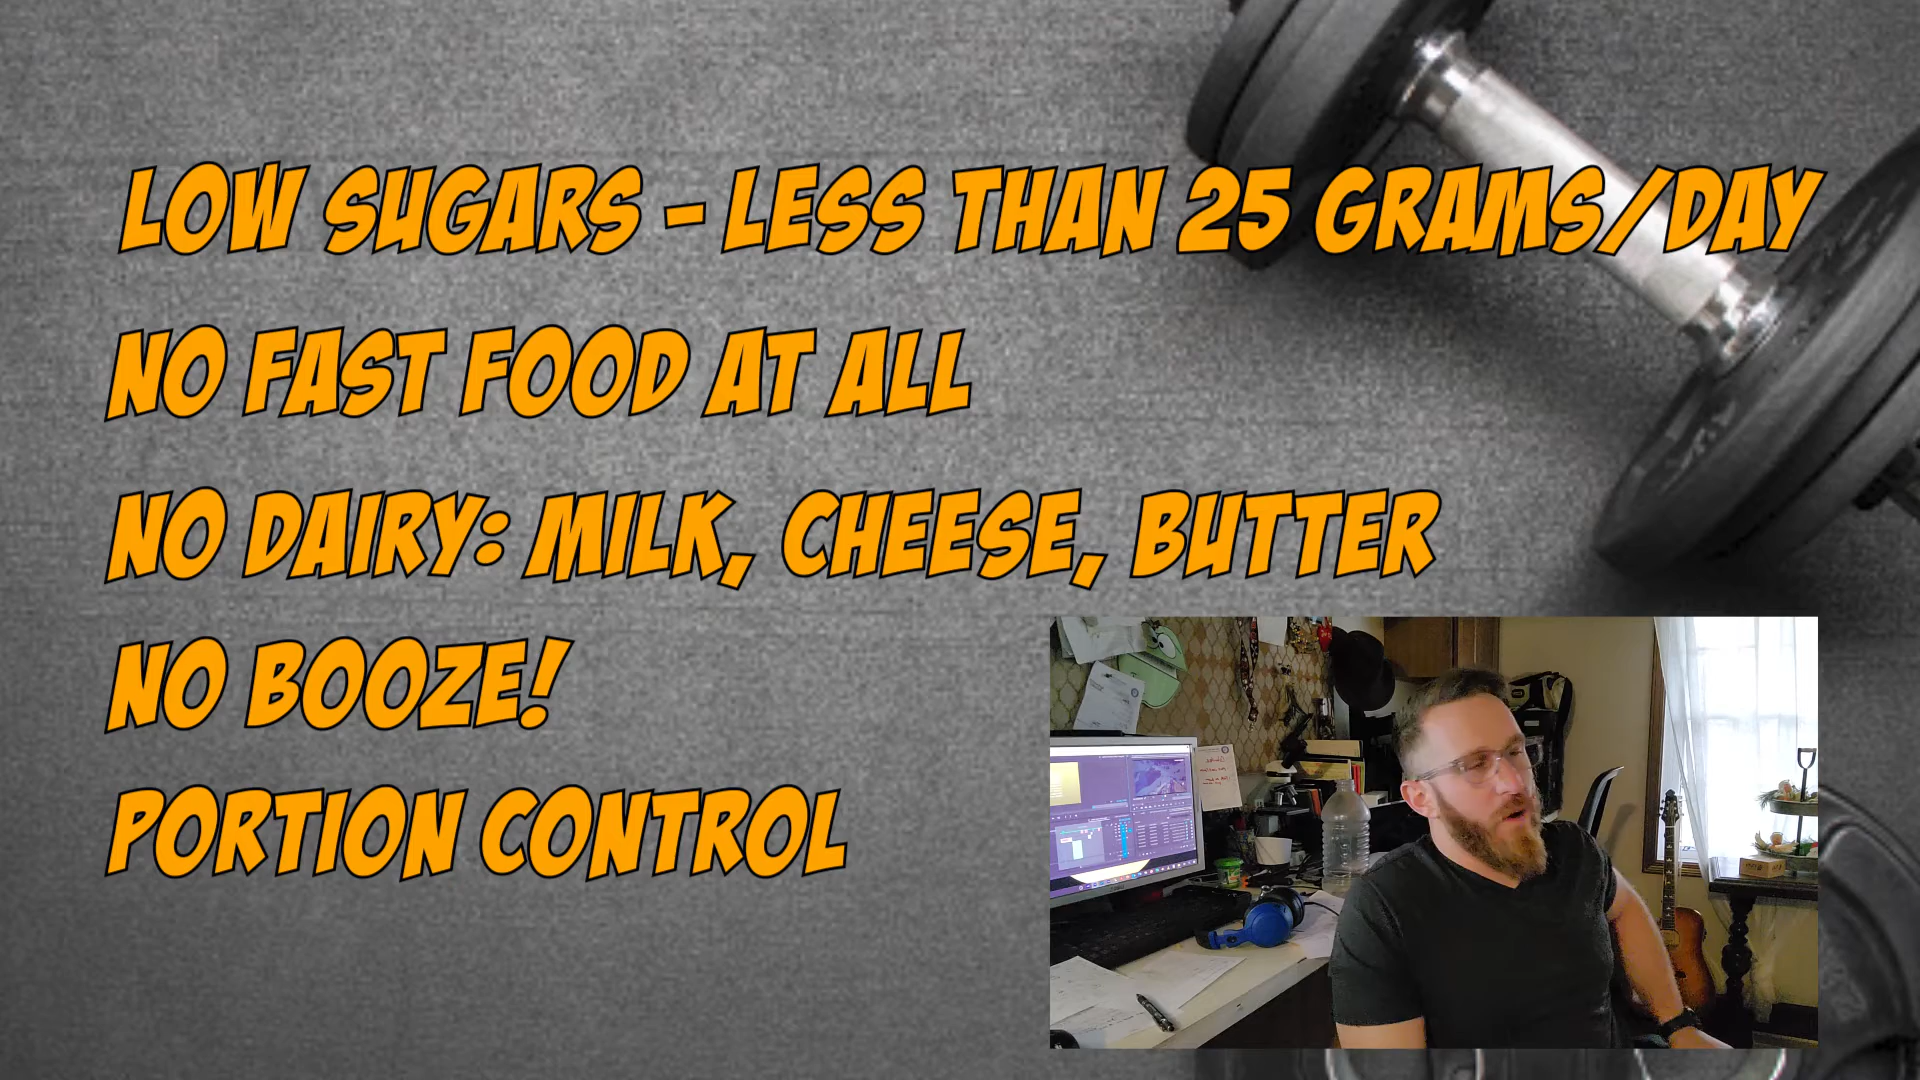 LOW SUGARS - LESS THAN 25 GRAMS/DAY
NO FAST FOOD AT ALL
NO DAIRY: MILK, CHEESE, BUTTER
NO BOOZE!
PORTION CONTROL